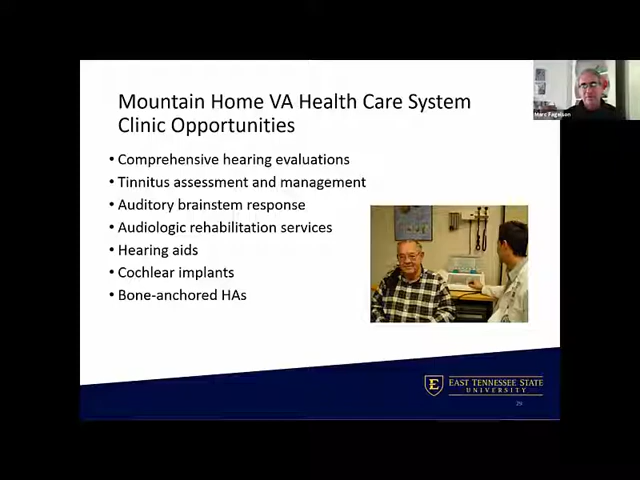 Mountain Home VA Health Care System
Clinic Opportunities
• Comprehensive hearing evaluations
• Tinnitus assessment and management
• Auditory brainstem response
• Audiologic rehabilitation services
• Hearing aids
• Cochlear implants
• Bone-anchored HAs
Marc Fagelson
E
EAST TENNESSEE STATE
UNIVERSITY
29